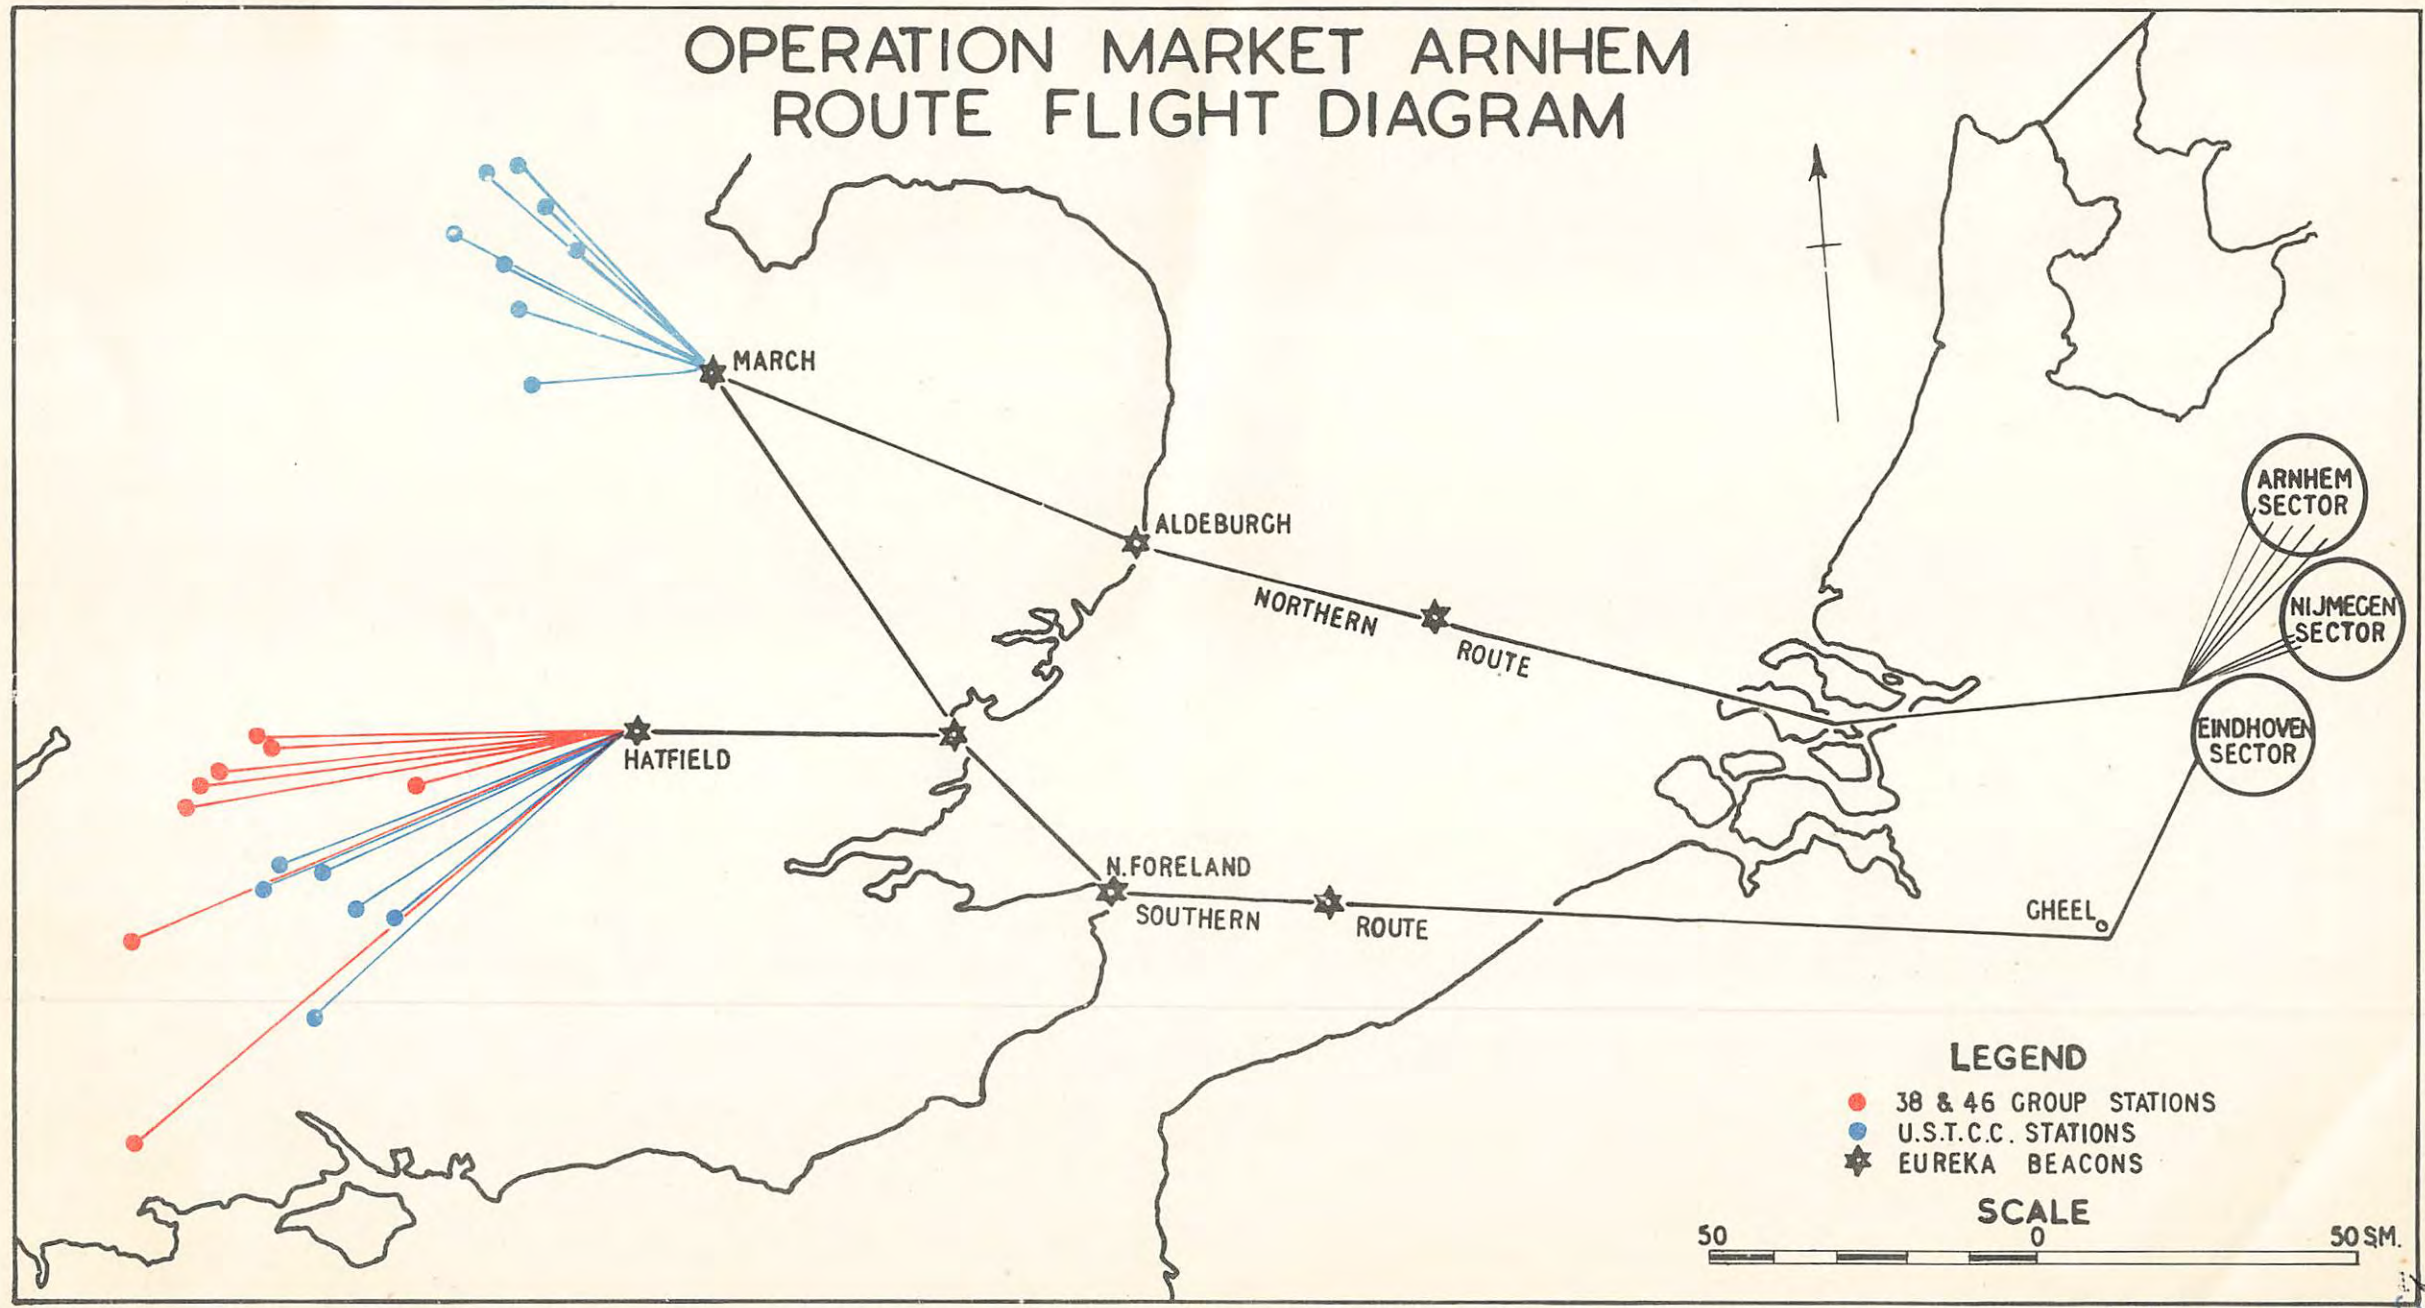 OPERATION MARKET ARNHEM
ROUTE FLIGHT DIAGRAM
MARCH
ALDEBURGH
NORTHERN ROUTE
ARNHEM
SECTOR
NIJMEGEN
SECTOR
EINDHOVEN
SECTOR
HATFIELD
N. FORELAND
SOUTHERN ROUTE
GHEEL
LEGEND
38 & 46 GROUP STATIONS
U.S.T.C.C. STATIONS
EUREKA BEACONS
SCALE
50 0 50 S.M.